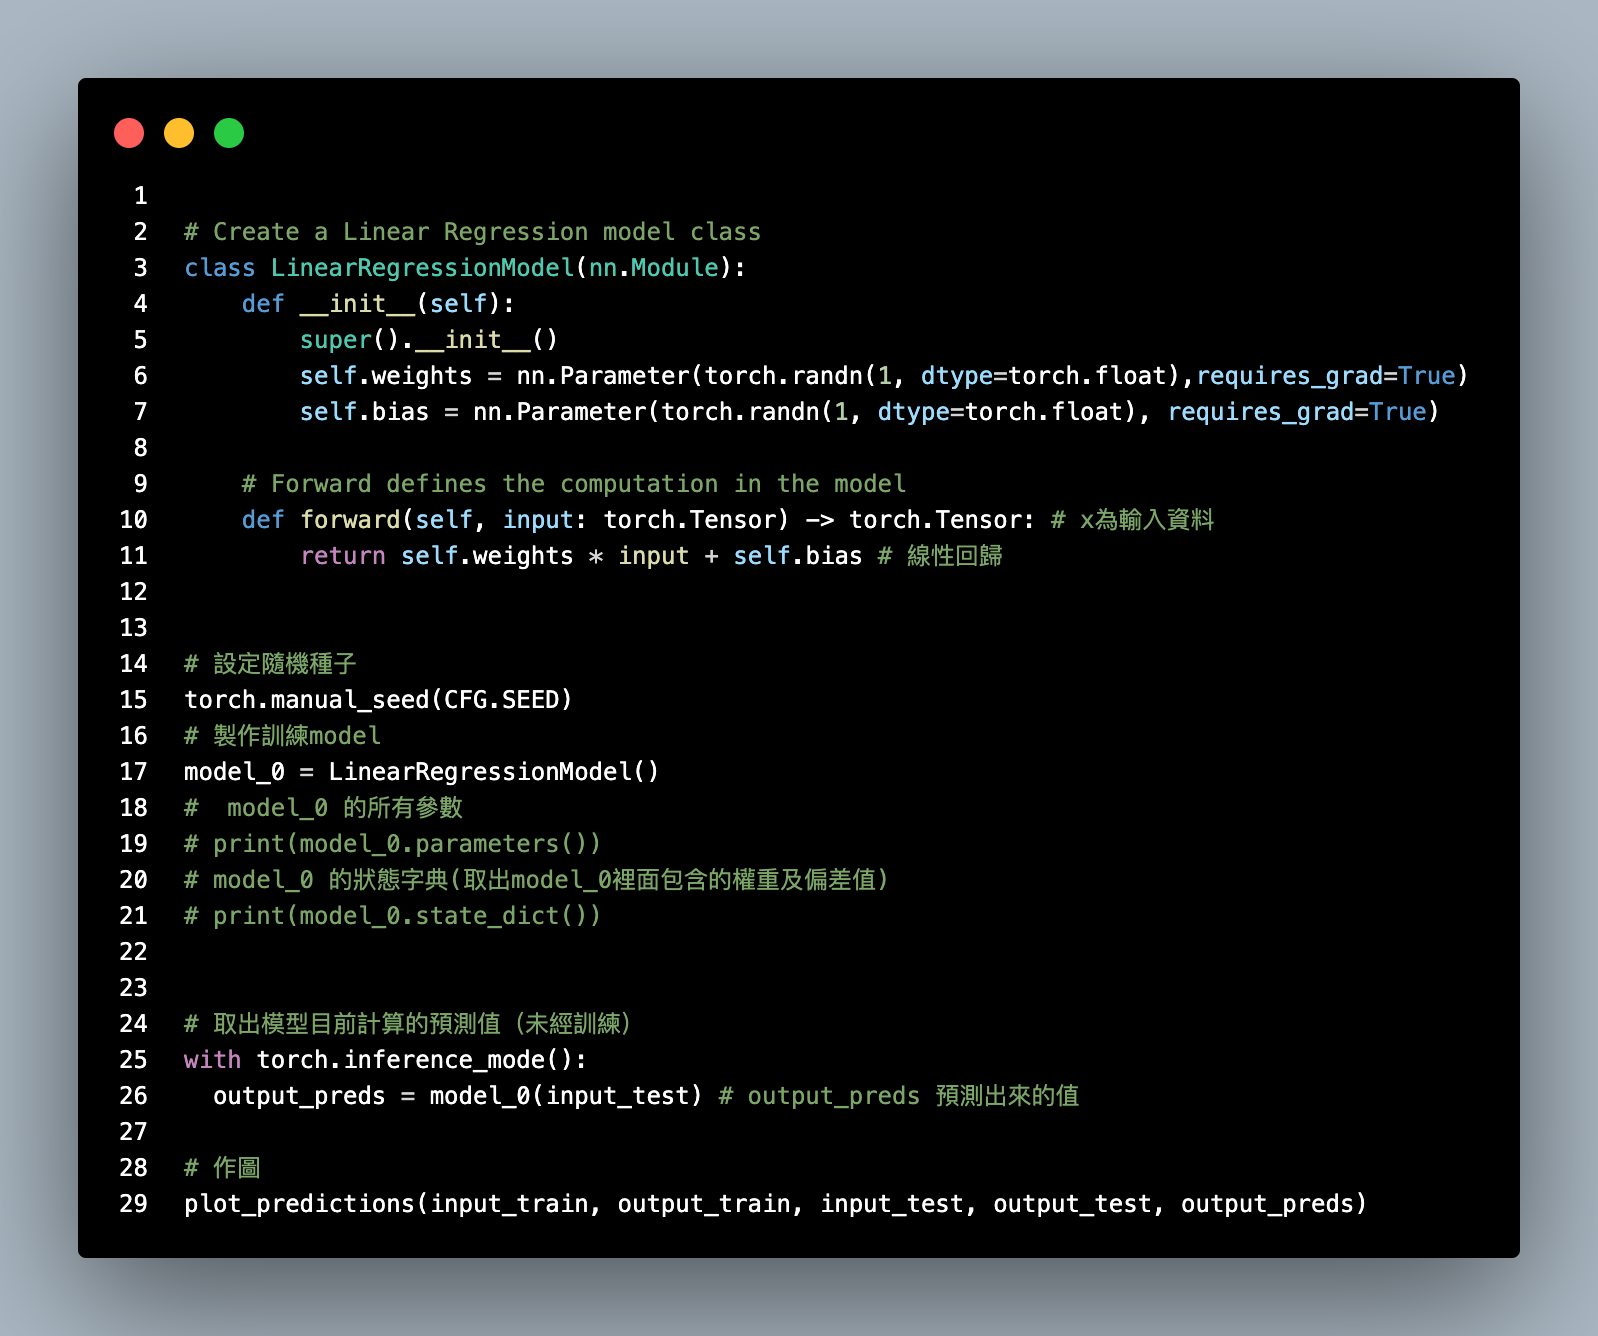 1
2 # Create a Linear Regression model class
3 class LinearRegressionModel(nn.Module):
4     def __init__(self):
5         super().__init__()
6         self.weights = nn.Parameter(torch.randn(1, dtype=torch.float),requires_grad=True)
7         self.bias = nn.Parameter(torch.randn(1, dtype=torch.float), requires_grad=True)
8
9     # Forward defines the computation in the model
10     def forward(self, input: torch.Tensor) -> torch.Tensor: # x為輸入資料
11         return self.weights * input + self.bias # 線性回歸
12
13
14 # 設定隨機種子
15 torch.manual_seed(CFG.SEED)
16 # 製作訓練model
17 model_0 = LinearRegressionModel()
18 #  model_0 的所有參數
19 # print(model_0.parameters())
20 # model_0 的狀態字典(取出model_0裡面包含的權重及偏差值)
21 # print(model_0.state_dict())
22
23
24 # 取出模型目前計算的預測值（未經訓練）
25 with torch.inference_mode():
26   output_preds = model_0(input_test) # output_preds 預測出來的值
27
28 # 作圖
29 plot_predictions(input_train, output_train, input_test, output_test, output_preds)